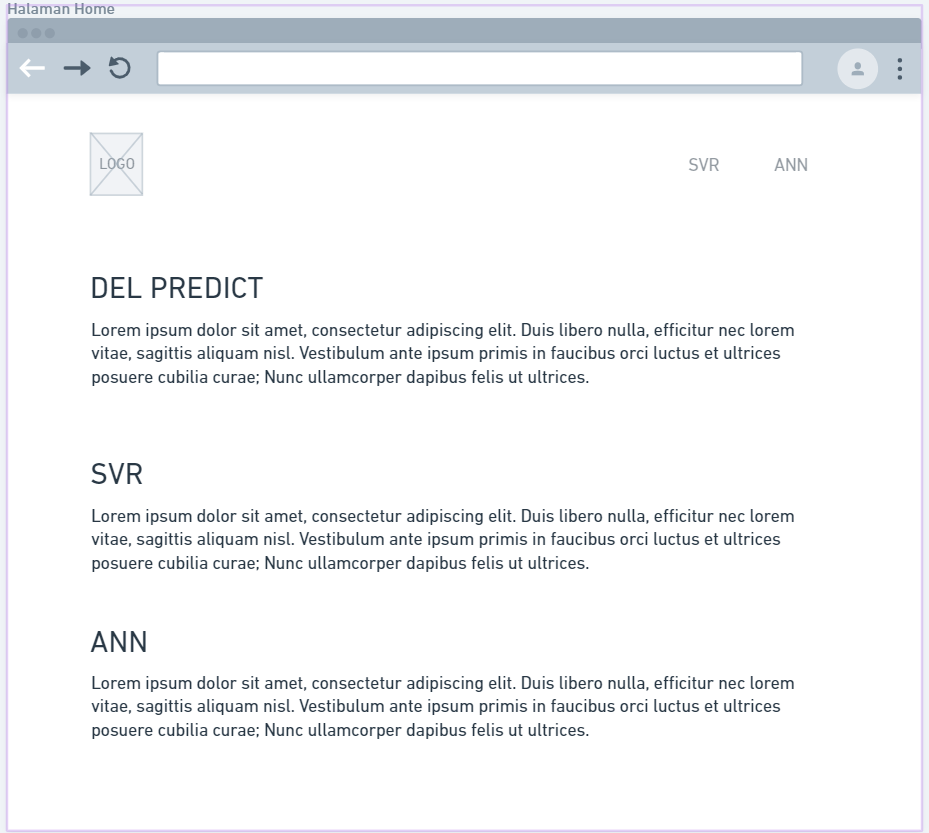 Halaman Home
LOGO
SVR
ANN
DEL PREDICT
Lorem ipsum dolor sit amet, consectetur adipiscing elit. Duis libero nulla, efficitur nec lorem
vitae, sagittis aliquam nisl. Vestibulum ante ipsum primis in faucibus orci luctus et ultrices
posuere cubilia curae; Nunc ullamcorper dapibus felis ut ultrices.
SVR
Lorem ipsum dolor sit amet, consectetur adipiscing elit. Duis libero nulla, efficitur nec lorem
vitae, sagittis aliquam nisl. Vestibulum ante ipsum primis in faucibus orci luctus et ultrices
posuere cubilia curae; Nunc ullamcorper dapibus felis ut ultrices.
ANN
Lorem ipsum dolor sit amet, consectetur adipiscing elit. Duis libero nulla, efficitur nec lorem
vitae, sagittis aliquam nisl. Vestibulum ante ipsum primis in faucibus orci luctus et ultrices
posuere cubilia curae; Nunc ullamcorper dapibus felis ut ultrices.